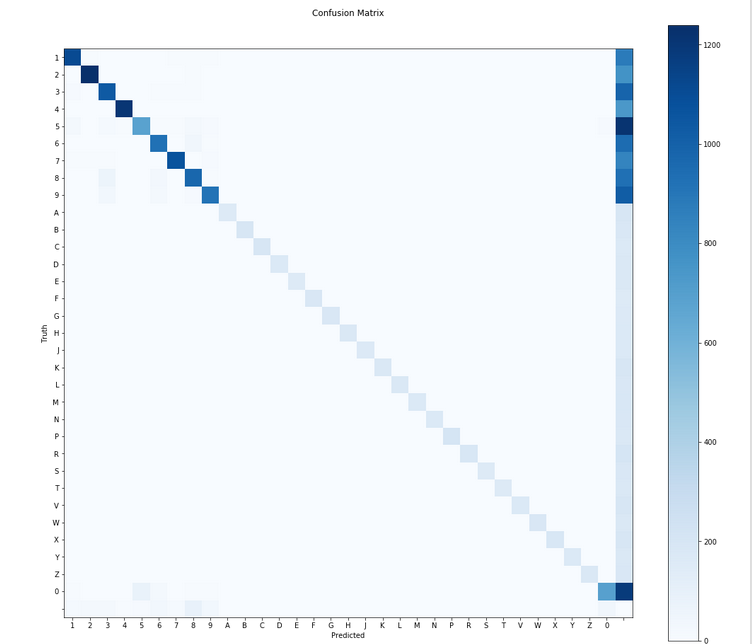 Confusion Matrix
1
2
3
4
5
6
7
8
9
A
B
C
D
E
F
G
H
J
K
L
M
N
P
R
S
T
V
W
X
Y
Z
0
Truth
1 2 3 4 5 6 7 8 9 A B C D E F G H J K L M N P R S T V W X Y Z 0
Predicted
1200
1000
800
600
400
200
0